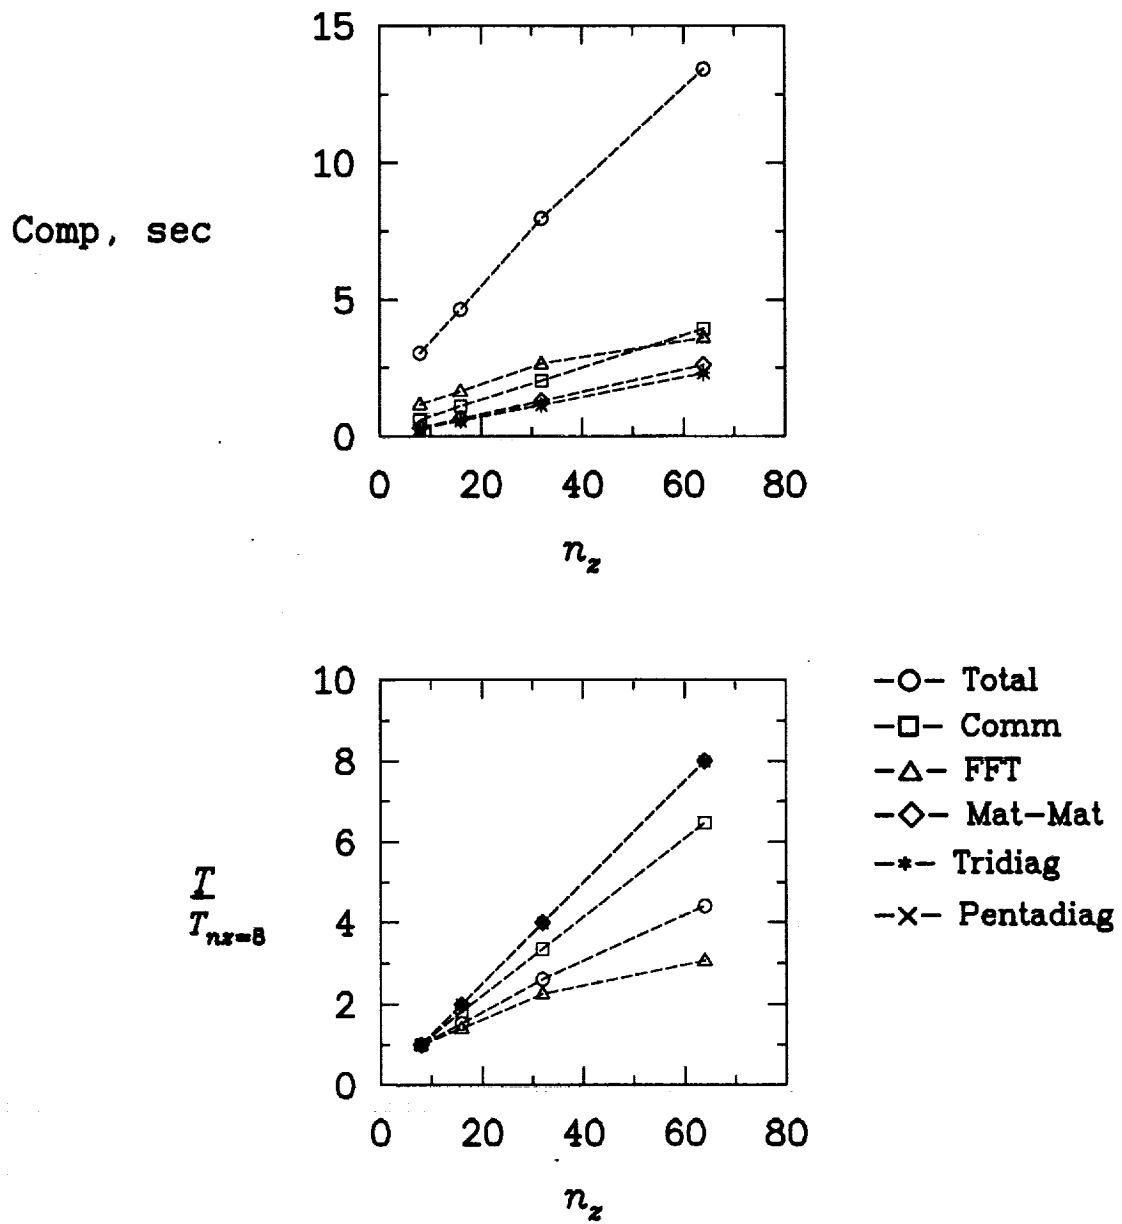 15
10
Comp, sec
5
0
0 20 40 60 80
n_z
10
8
6
4
2
0
T
T_nx=8
0 20 40 60 80
n_z
-○- Total
-□- Comm
-△- FFT
-◇- Mat-Mat
-*- Tridiag
-×- Pentadiag